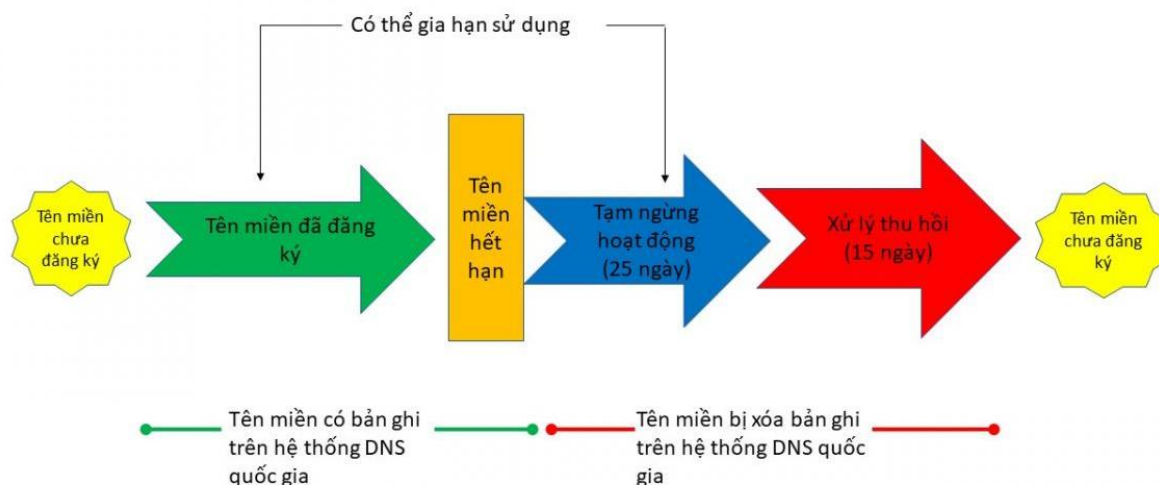 Có thể gia hạn sử dụng
Tên miền
chưa
đăng ký
Tên miền đã đăng
ký
Tên
miền
hết
hạn
Tạm ngừng
hoạt động
(25 ngày)
Xử lý thu hồi
(15 ngày)
Tên miền
chưa đăng
ký
Tên miền có bản ghi
trên hệ thống DNS
quốc gia
Tên miền bị xóa bản ghi
trên hệ thống DNS quốc
gia